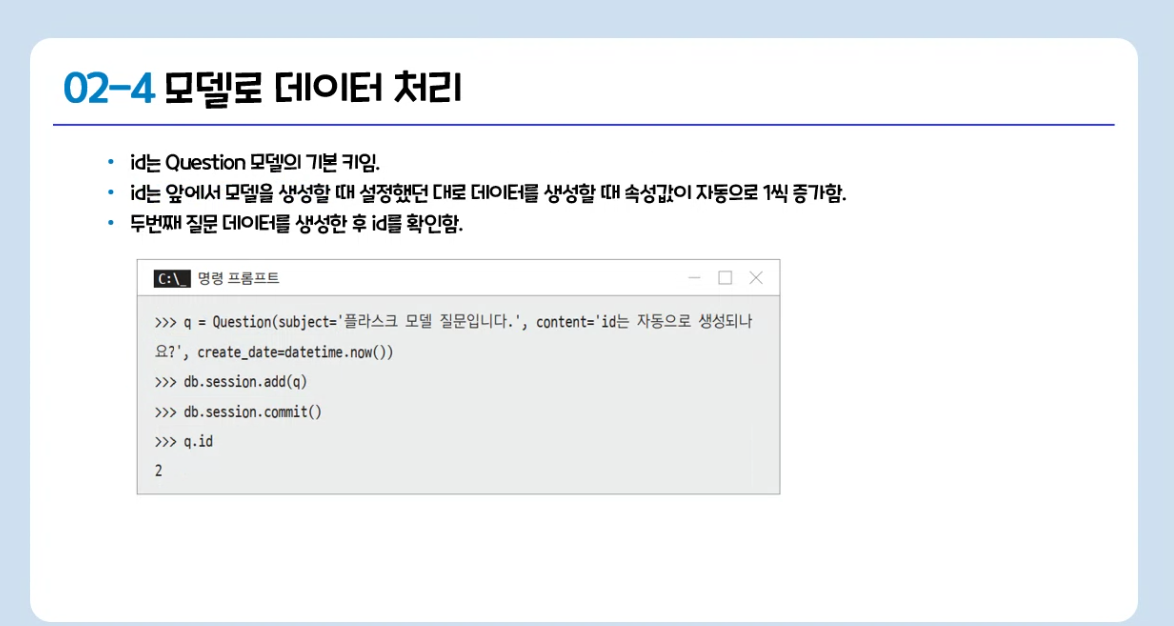 02-4 모델로 데이터 처리
• id는 Question 모델의 기본 키임.
• id는 앞에서 모델을 생성할 때 설정했던 대로 데이터를 생성할 때 속성값이 자동으로 1씩 증가함.
• 두번째 질문 데이터를 생성한 후 id를 확인함.
C:\_ 명령 프롬프트
>>> q = Question(subject='플라스크 모델 질문입니다.', content='id는 자동으로 생성되나
요?', create_date=datetime.now())
>>> db.session.add(q)
>>> db.session.commit()
>>> q.id
2